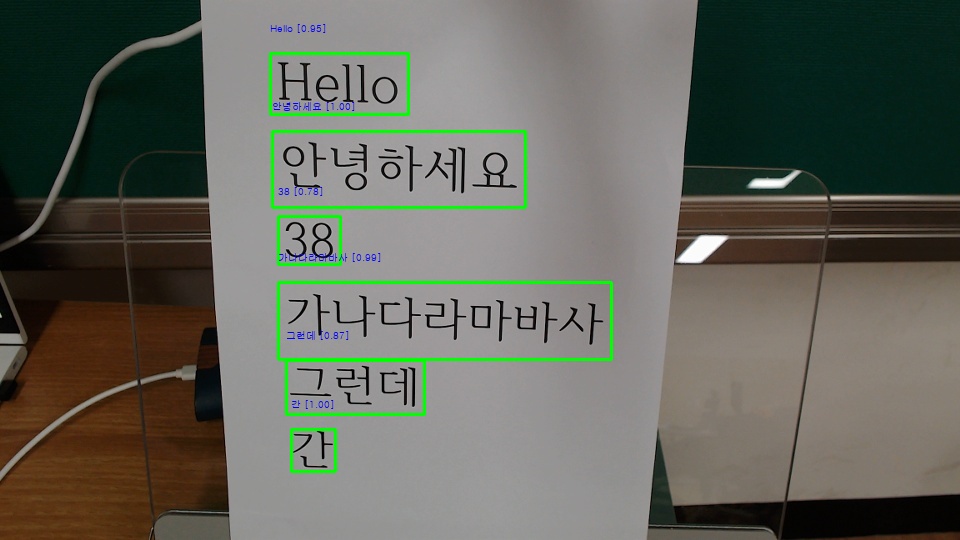 Hello [0.95]
Hello
안녕하세요 [1.00]
안녕하세요
38 [0.78]
38
가나다라마바사 [0.99]
가나다라마바사
그런데 [0.87]
그런데
칸 [1.00]
간